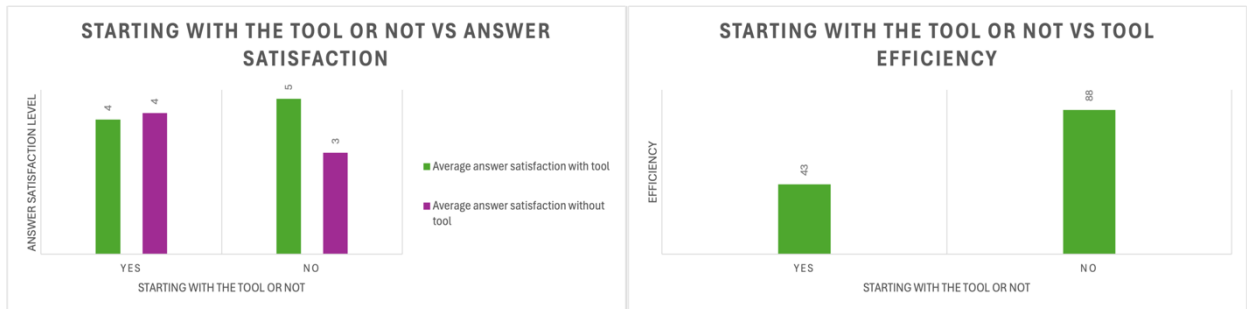 STARTING WITH THE TOOL OR NOT VS ANSWER
SATISFACTION
ANSWER SATISFACTION LEVEL
4
4
5
3
YES
NO
STARTING WITH THE TOOL OR NOT
Average answer satisfaction with tool
Average answer satisfaction without
tool
STARTING WITH THE TOOL OR NOT VS TOOL
EFFICIENCY
EFFICIENCY
43
88
YES
NO
STARTING WITH THE TOOL OR NOT